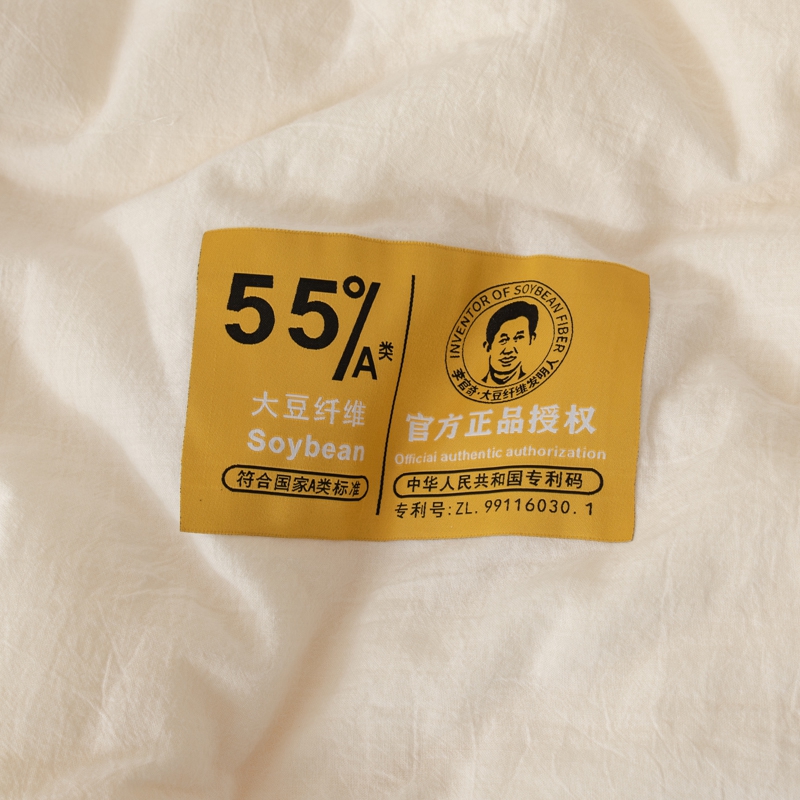 55%
A类
大豆纤维
Soybean
符合国家A类标准
INVENTOR OF SOYBEAN FIBER
李官奇·大豆纤维发明人
官方正品授权
Official authentic authorization
中华人民共和国专利码
专利号:ZL.99116030.1